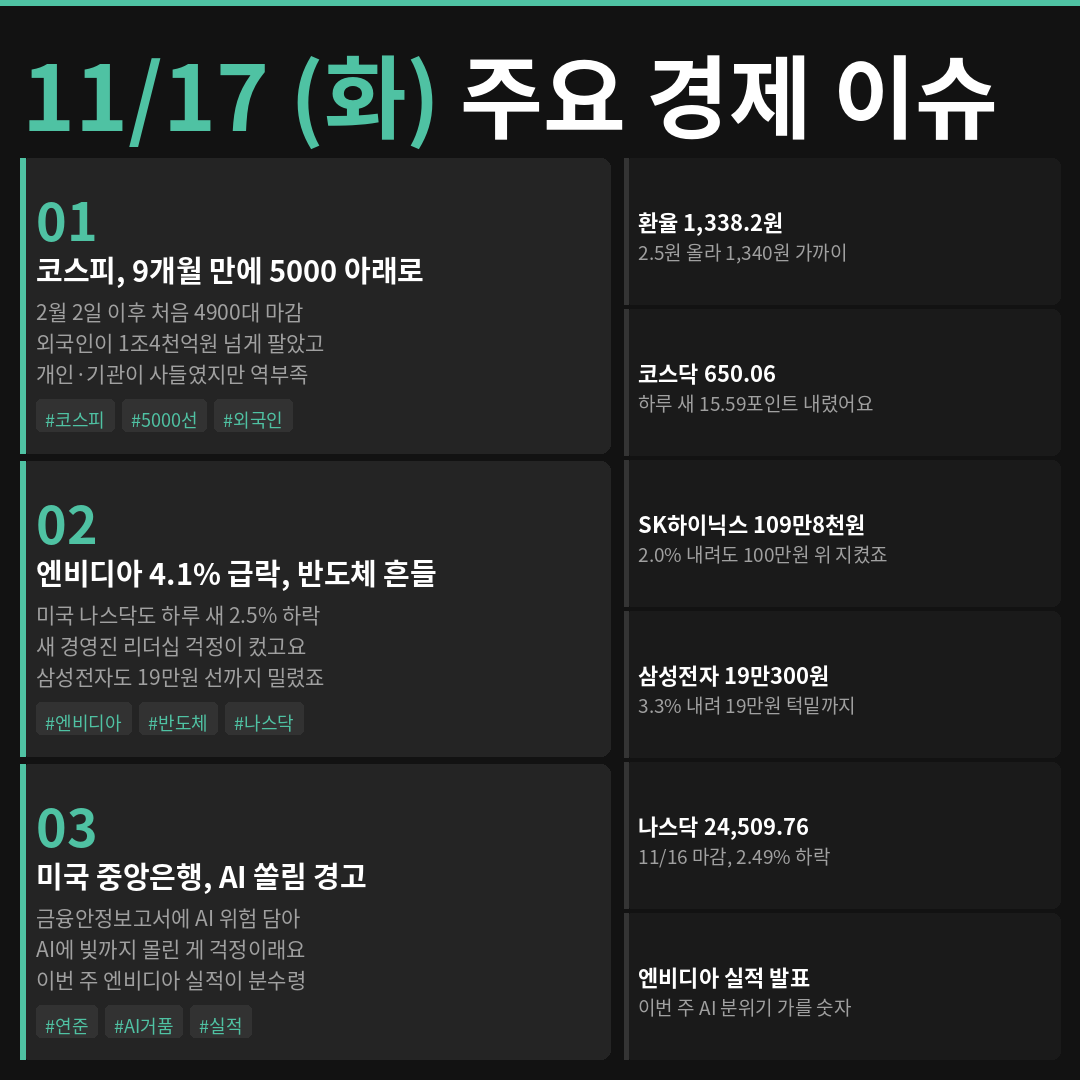 11/17 (화) 주요 경제 이슈
01
코스피, 9개월 만에 5000 아래로
2월 2일 이후 처음 4900대 마감
외국인이 1조4천억원 넘게 팔았고
개인·기관이 사들였지만 역부족
#코스피 #5000선 #외국인
02
엔비디아 4.1% 급락, 반도체 흔들
미국 나스닥도 하루 새 2.5% 하락
새 경영진 리더십 걱정이 컸고요
삼성전자도 19만원 선까지 밀렸죠
#엔비디아 #반도체 #나스닥
03
미국 중앙은행, AI 쏠림 경고
금융안정보고서에 AI 위험 담아
AI에 빚까지 몰린 게 걱정이래요
이번 주 엔비디아 실적이 분수령
#연준 #AI거품 #실적
환율 1,338.2원
2.5원 올라 1,340원 가까이
코스닥 650.06
하루 새 15.59포인트 내렸어요
SK하이닉스 109만8천원
2.0% 내려도 100만원 위 지켰죠
삼성전자 19만300원
3.3% 내려 19만원 턱밑까지
나스닥 24,509.76
11/16 마감, 2.49% 하락
엔비디아 실적 발표
이번 주 AI 분위기 가를 숫자